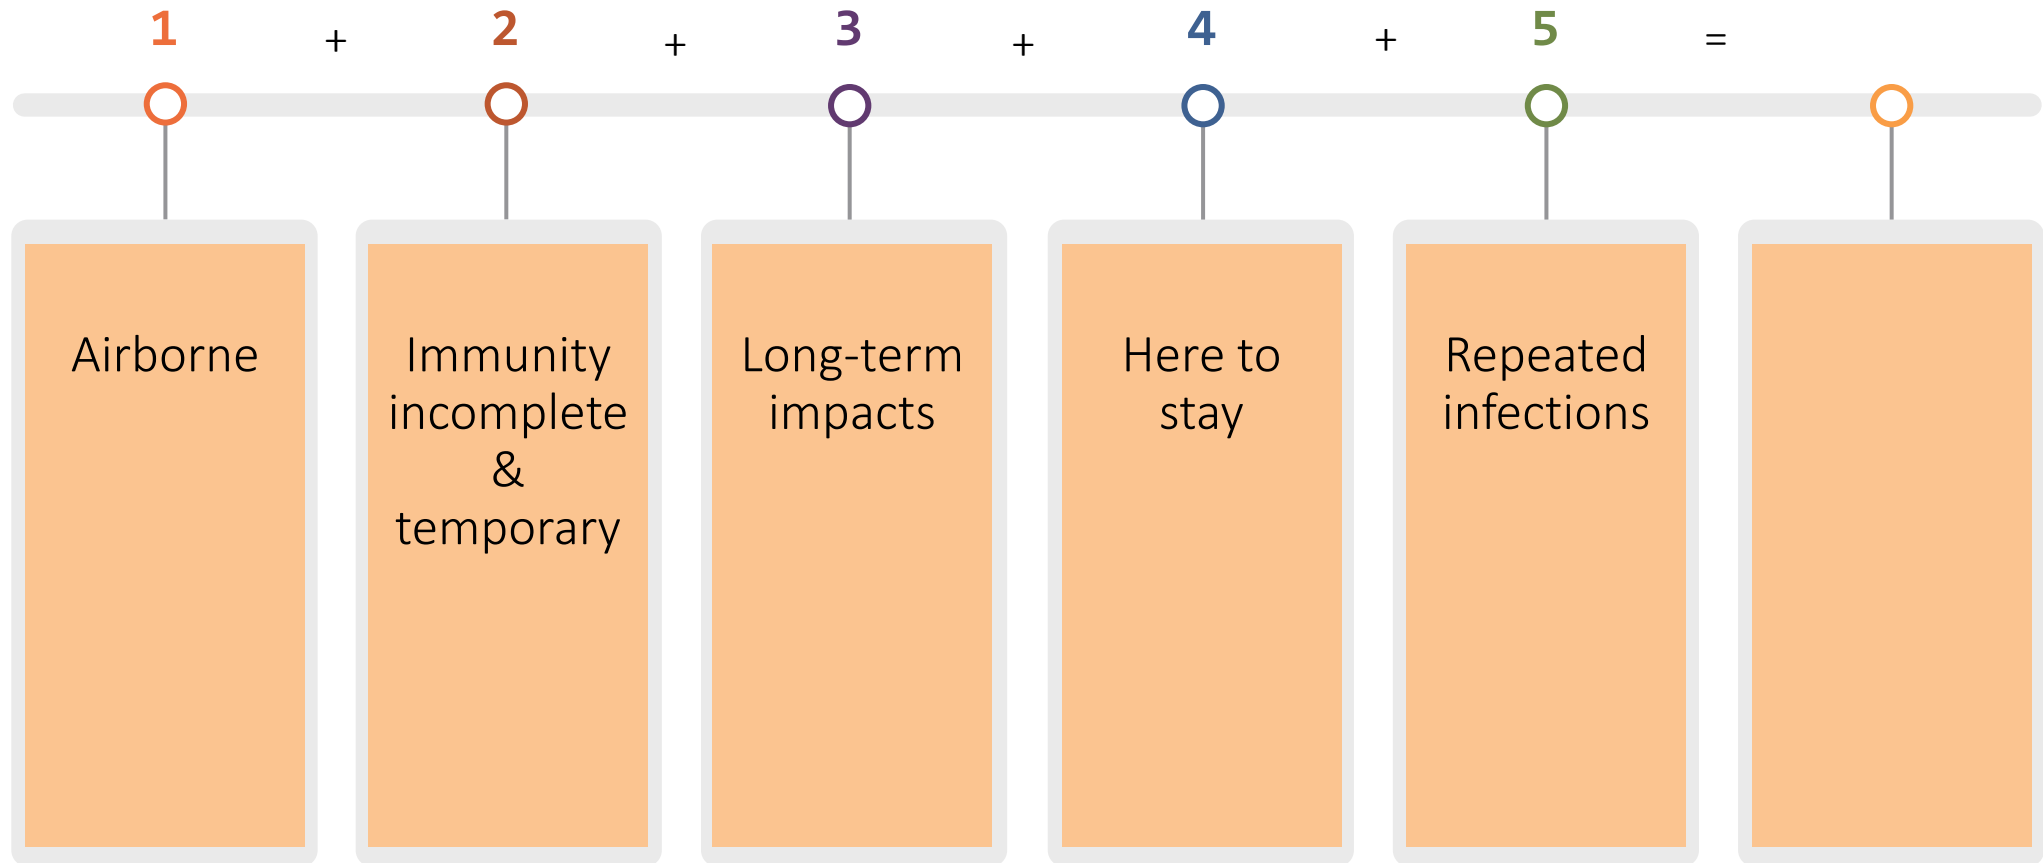 1 + 2 + 3 + 4 + 5 =
Airborne
Immunity
incomplete
&
temporary
Long-term
impacts
Here to
stay
Repeated
infections